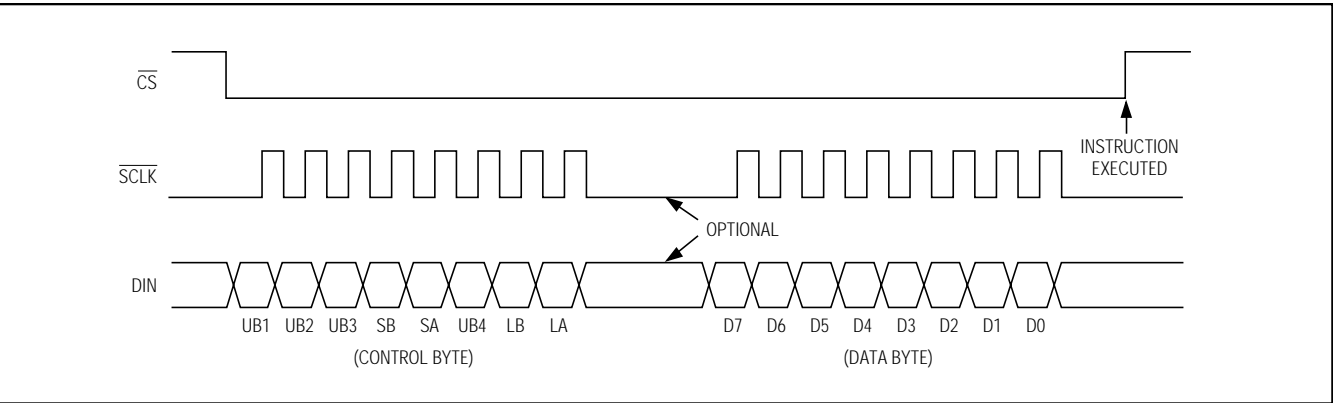 CS
INSTRUCTION
EXECUTED
SCLK
OPTIONAL
DIN
UB1 UB2 UB3 SB SA UB4 LB LA D7 D6 D5 D4 D3 D2 D1 D0
(CONTROL BYTE) (DATA BYTE)